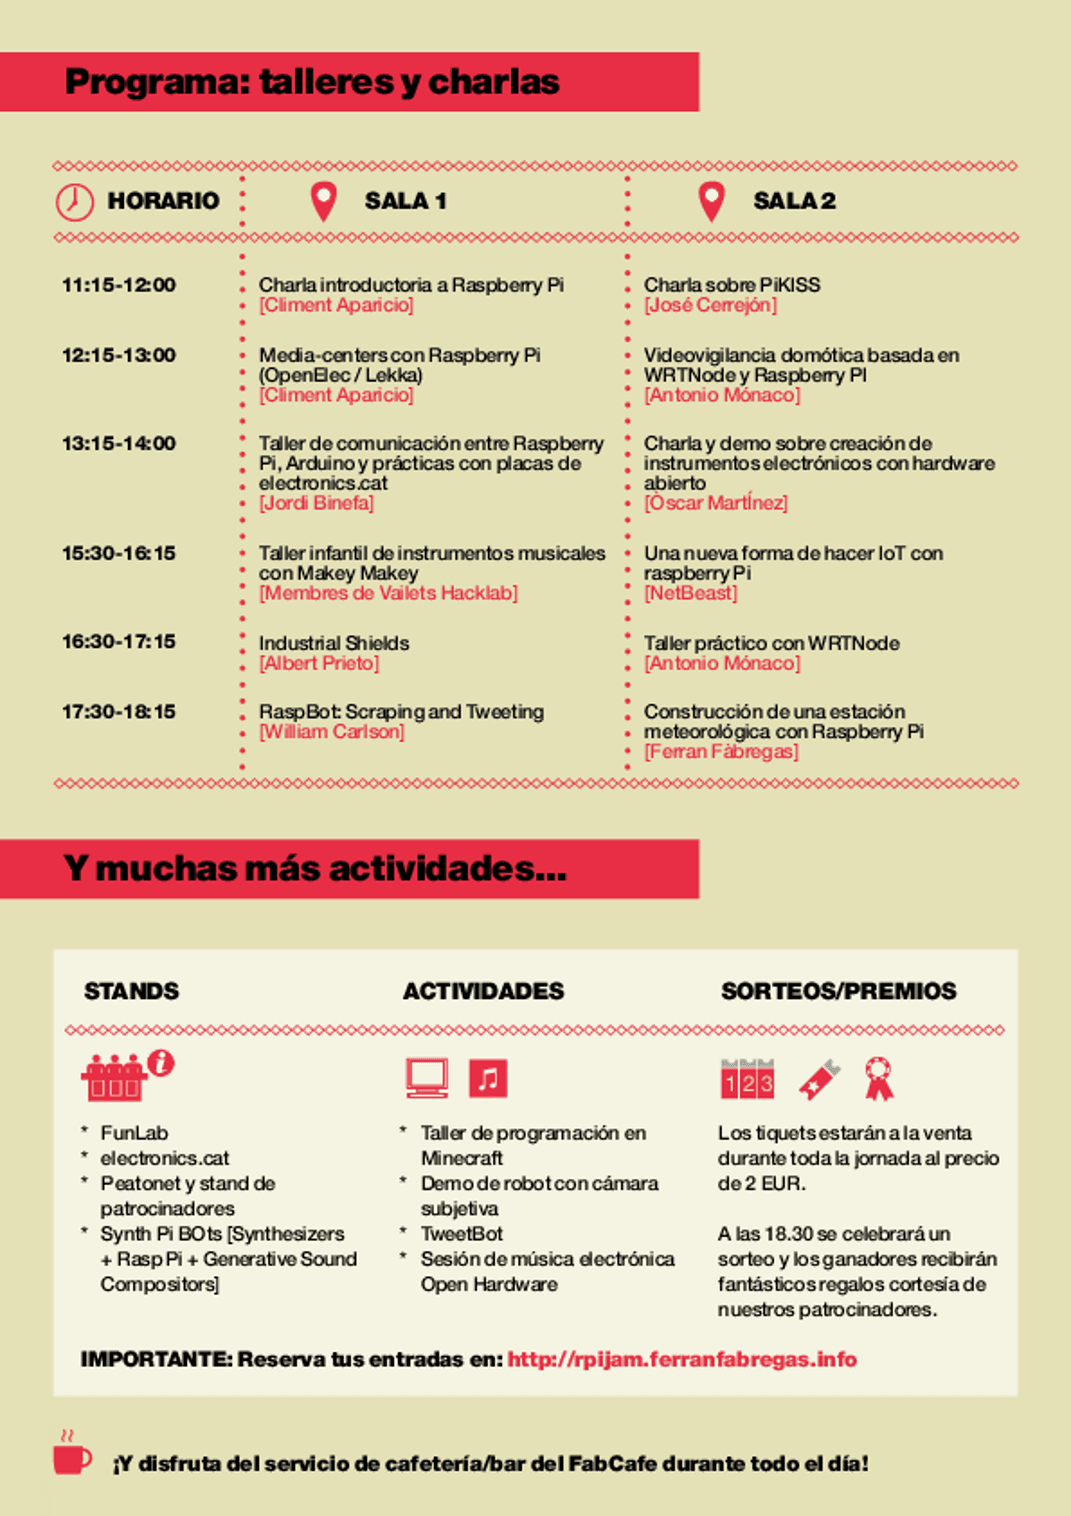 Programa: talleres y charlas
HORARIO
SALA 1
SALA 2
11:15-12:00
Charla introductoria a Raspberry Pi
[Climent Aparicio]
Charla sobre PiKISS
[José Cerrejón]
12:15-13:00
Media-centers con Raspberry Pi
(OpenElec / Lekka)
[Climent Aparicio]
Videovigilancia domótica basada en
WRTNode y Raspberry PI
[Antonio Mónaco]
13:15-14:00
Taller de comunicación entre Raspberry
Pi, Arduino y prácticas con placas de
electronics.cat
[Jordi Binefa]
Charla y demo sobre creación de
instrumentos electrónicos con hardware
abierto
[Òscar MartÍnez]
15:30-16:15
Taller infantil de instrumentos musicales
con Makey Makey
[Membres de Vailets Hacklab]
Una nueva forma de hacer IoT con
raspberry Pi
[NetBeast]
16:30-17:15
Industrial Shields
[Albert Prieto]
Taller práctico con WRTNode
[Antonio Mónaco]
17:30-18:15
RaspBot: Scraping and Tweeting
[William Carlson]
Construcción de una estación
meteorológica con Raspberry Pi
[Ferran Fàbregas]
Y muchas más actividades...
STANDS
* FunLab
* electronics.cat
* Peatonet y stand de
patrocinadores
* Synth Pi BOts [Synthesizers
+ Rasp Pi + Generative Sound
Compositors]
ACTIVIDADES
* Taller de programación en
Minecraft
* Demo de robot con cámara
subjetiva
* TweetBot
* Sesión de música electrónica
Open Hardware
SORTEOS/PREMIOS
1 2 3
Los tiquets estarán a la venta
durante toda la jornada al precio
de 2 EUR.
A las 18.30 se celebrará un
sorteo y los ganadores recibirán
fantásticos regalos cortesía de
nuestros patrocinadores.
IMPORTANTE: Reserva tus entradas en: http://rpijam.ferranfabregas.info
¡Y disfruta del servicio de cafetería/bar del FabCafe durante todo el día!